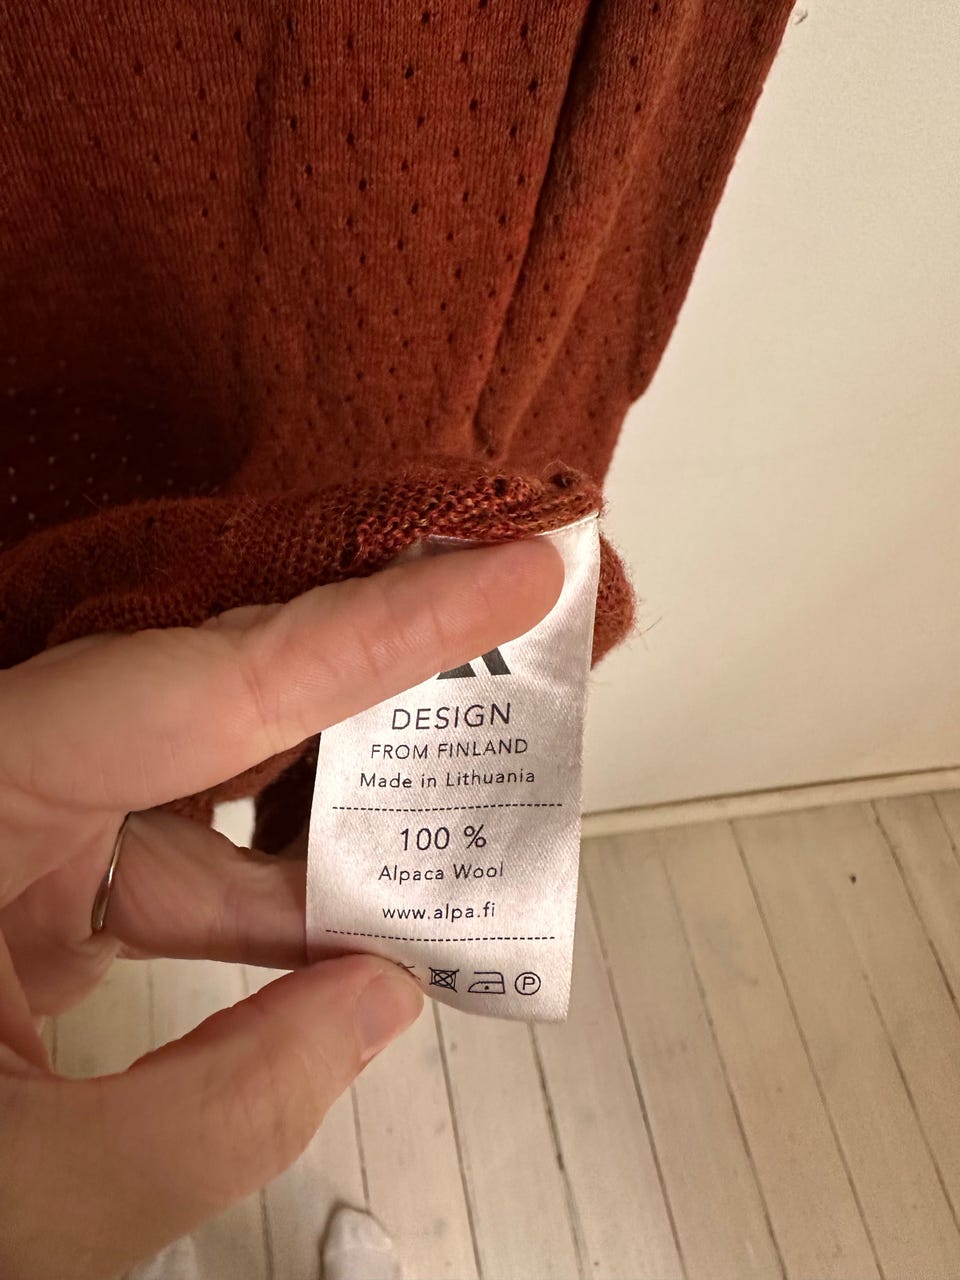 DESIGN
FROM FINLAND
Made in Lithuania
100 %
Alpaca Wool
www.alpa.fi
P